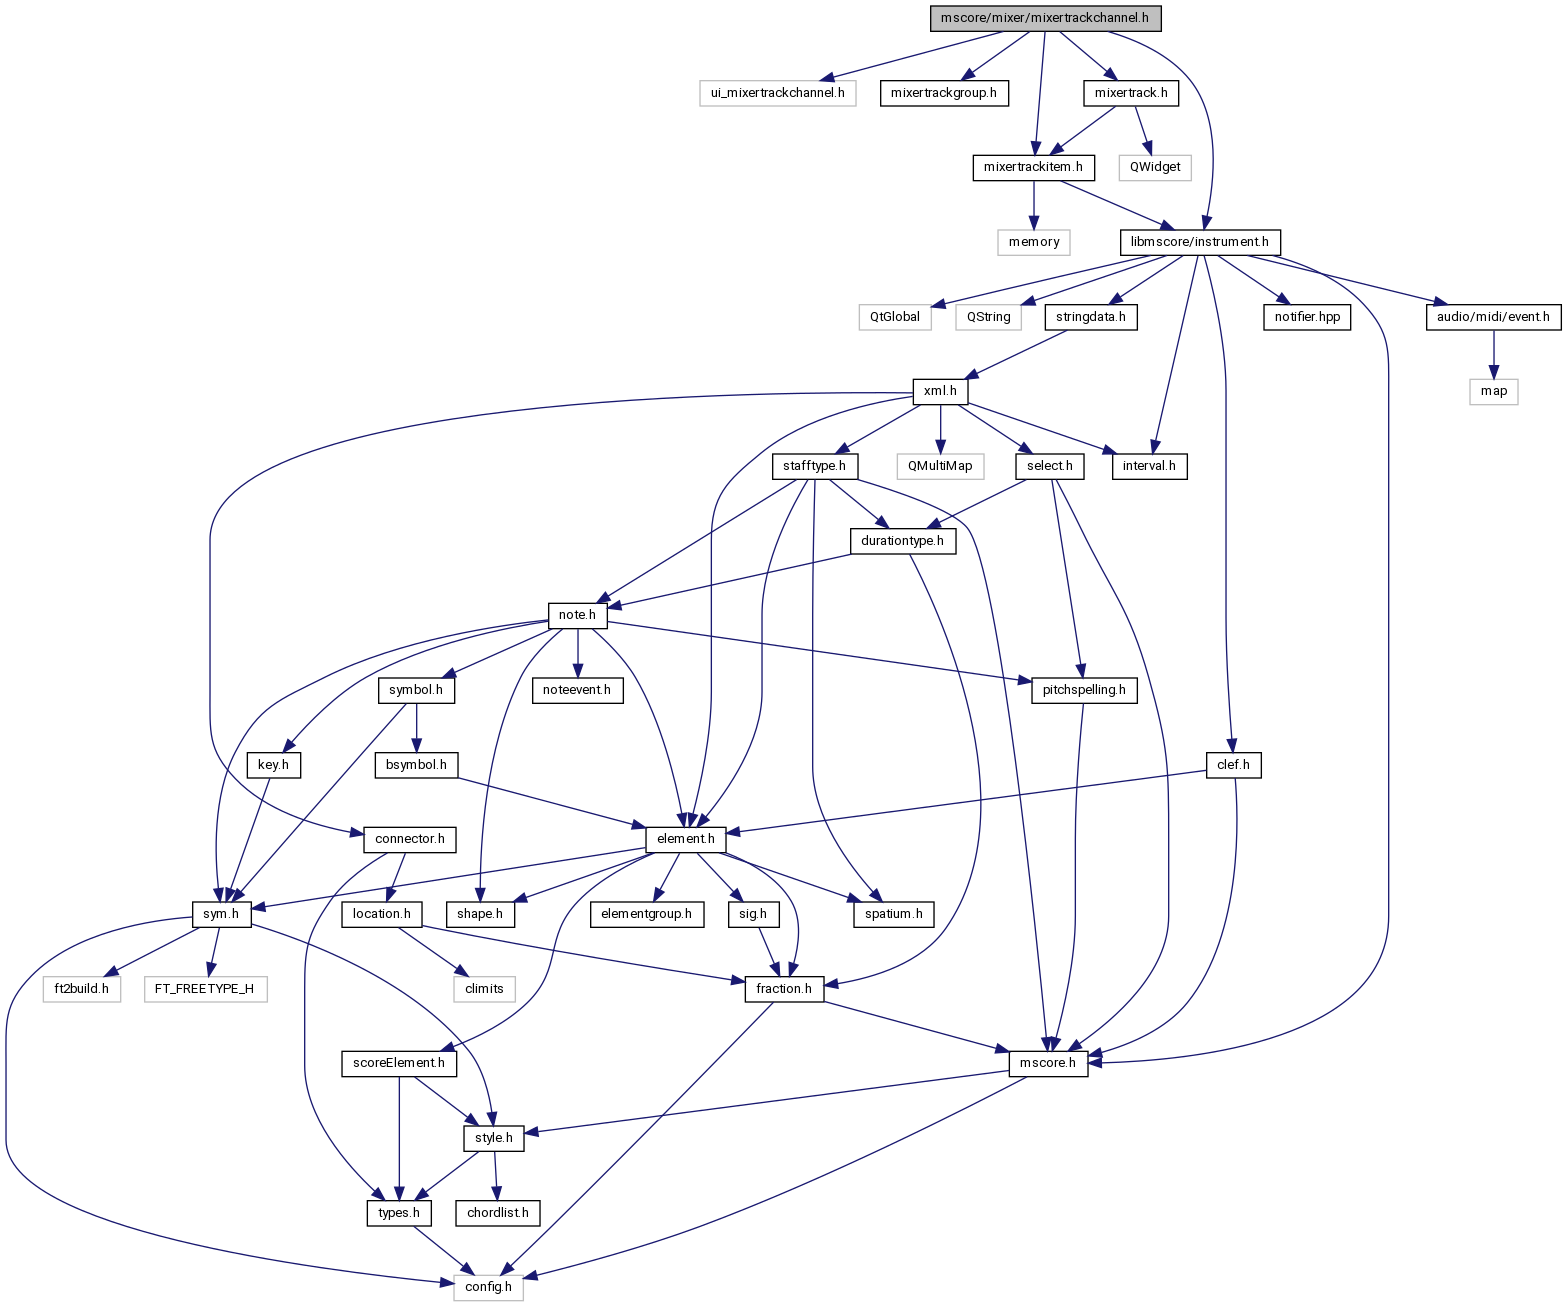 mscore/mixer/mixertrackchannel.h
ui_mixertrackchannel.h
mixertrackgroup.h
mixertrack.h
mixertrackitem.h
QWidget
memory
libmscore/instrument.h
QtGlobal
QString
stringdata.h
notifier.hpp
audio/midi/event.h
xml.h
map
stafftype.h
QMultiMap
select.h
interval.h
durationtype.h
note.h
symbol.h
noteevent.h
pitchspelling.h
key.h
bsymbol.h
clef.h
connector.h
element.h
sym.h
location.h
shape.h
elementgroup.h
sig.h
spatium.h
ft2build.h
FT_FREETYPE_H
climits
fraction.h
scoreElement.h
mscore.h
style.h
types.h
chordlist.h
config.h